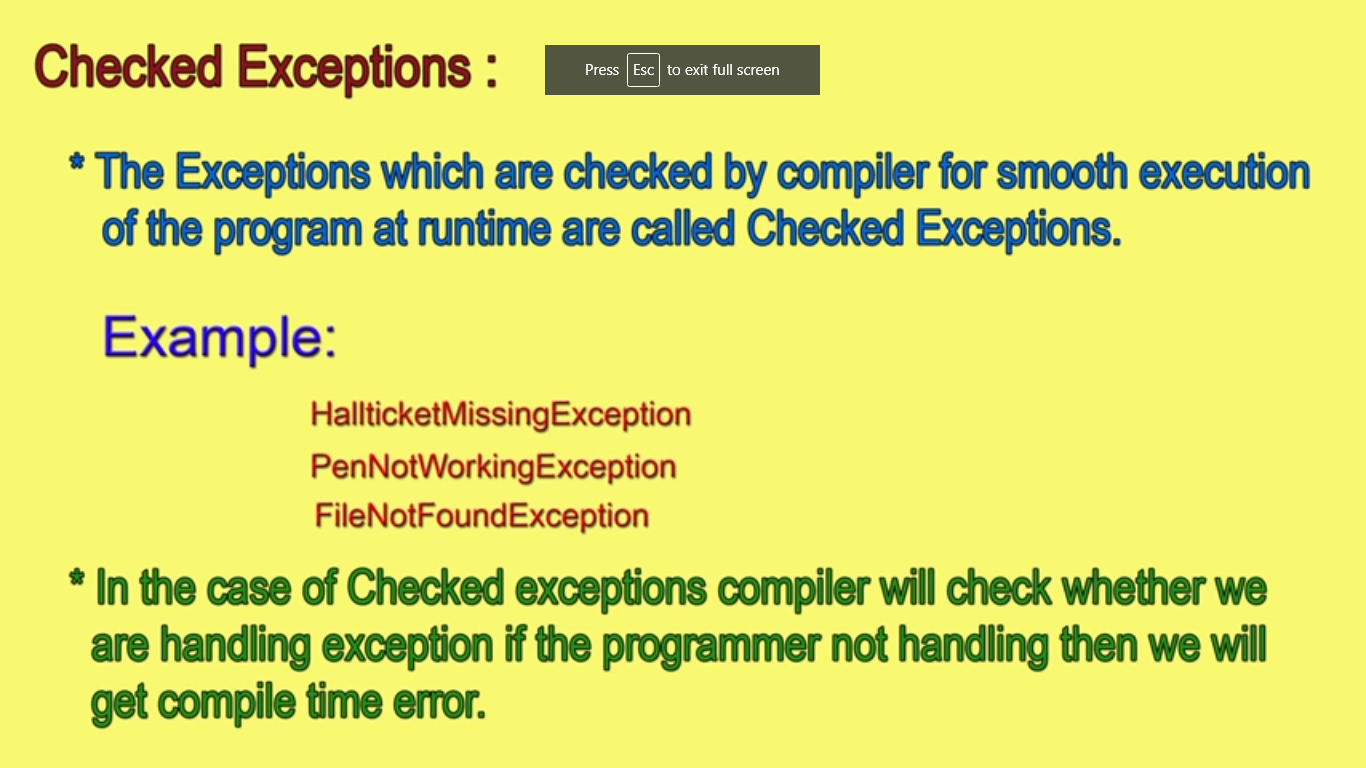 Checked Exceptions :
Press Esc to exit full screen
* The Exceptions which are checked by compiler for smooth execution
of the program at runtime are called Checked Exceptions.
Example:
HallticketMissingException
PenNotWorkingException
FileNotFoundException
* In the case of Checked exceptions compiler will check whether we
are handling exception if the programmer not handling then we will
get compile time error.